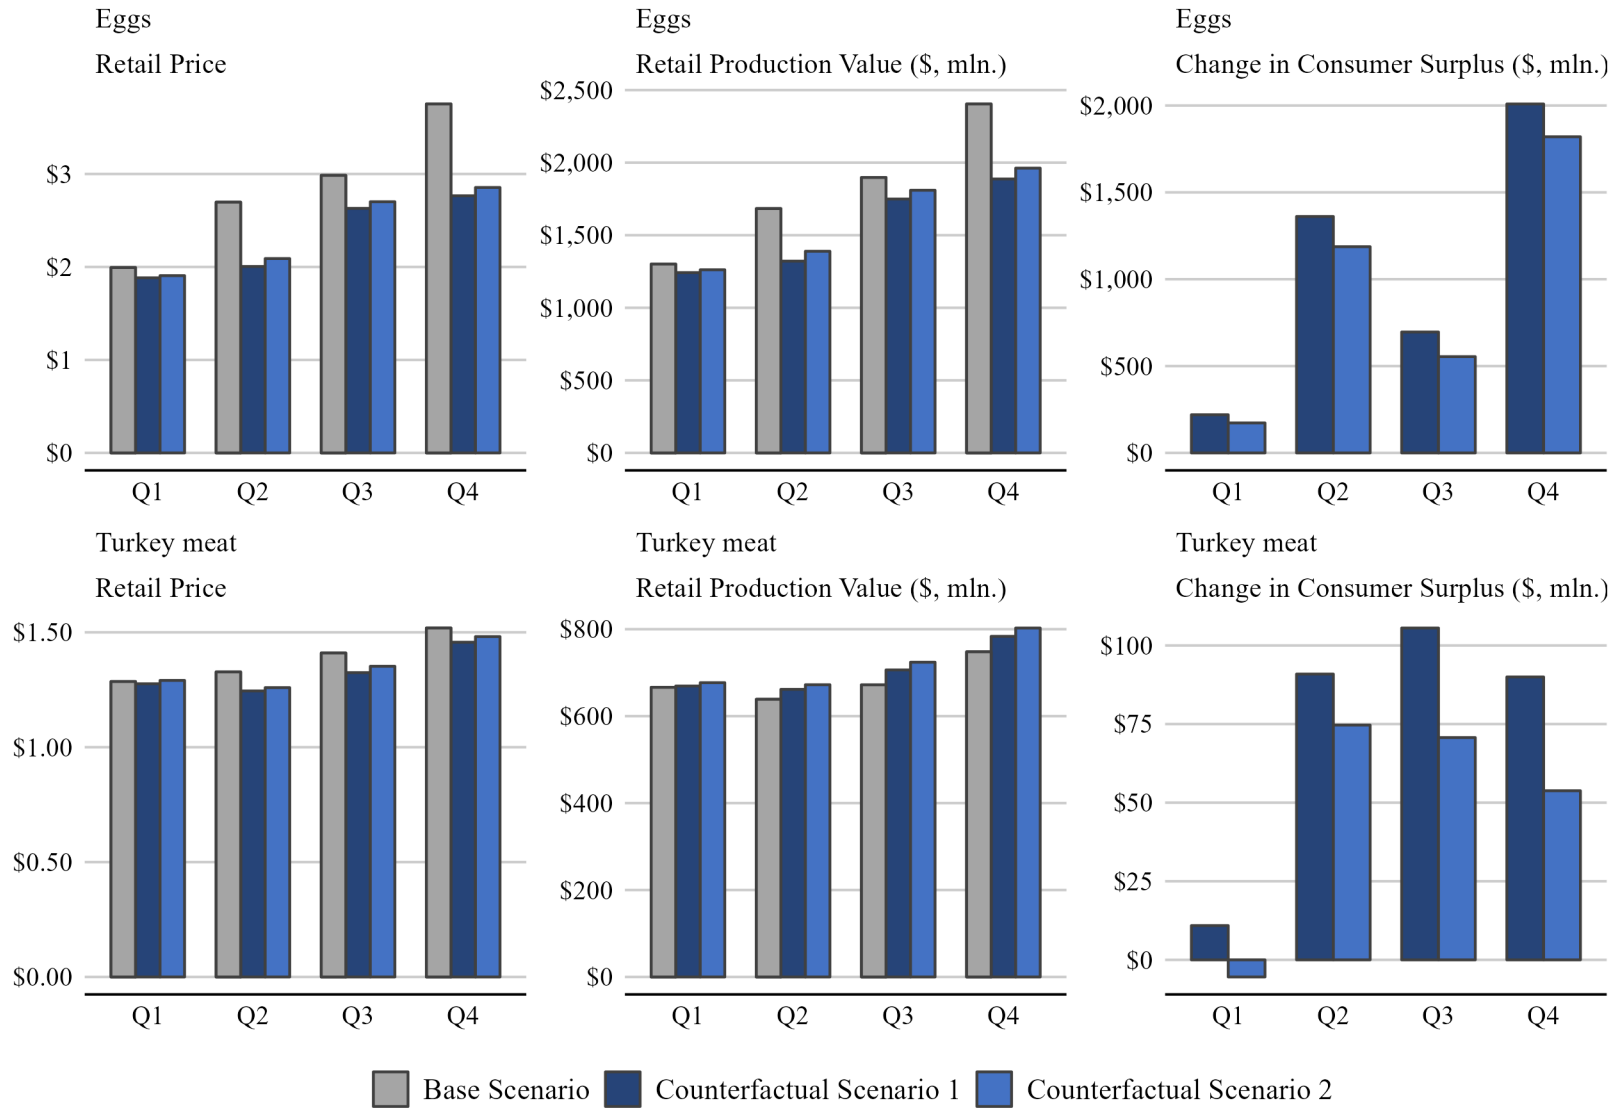 Eggs
Retail Price
$3
$2
$1
$0
Q1 Q2 Q3 Q4
Eggs
Retail Production Value ($, mln.)
$2,500
$2,000
$1,500
$1,000
$500
$0
Q1 Q2 Q3 Q4
Eggs
Change in Consumer Surplus ($, mln.)
$2,000
$1,500
$1,000
$500
$0
Q1 Q2 Q3 Q4
Turkey meat
Retail Price
$1.50
$1.00
$0.50
$0.00
Q1 Q2 Q3 Q4
Turkey meat
Retail Production Value ($, mln.)
$800
$600
$400
$200
$0
Q1 Q2 Q3 Q4
Turkey meat
Change in Consumer Surplus ($, mln.)
$100
$75
$50
$25
$0
Q1 Q2 Q3 Q4
Base Scenario Counterfactual Scenario 1 Counterfactual Scenario 2